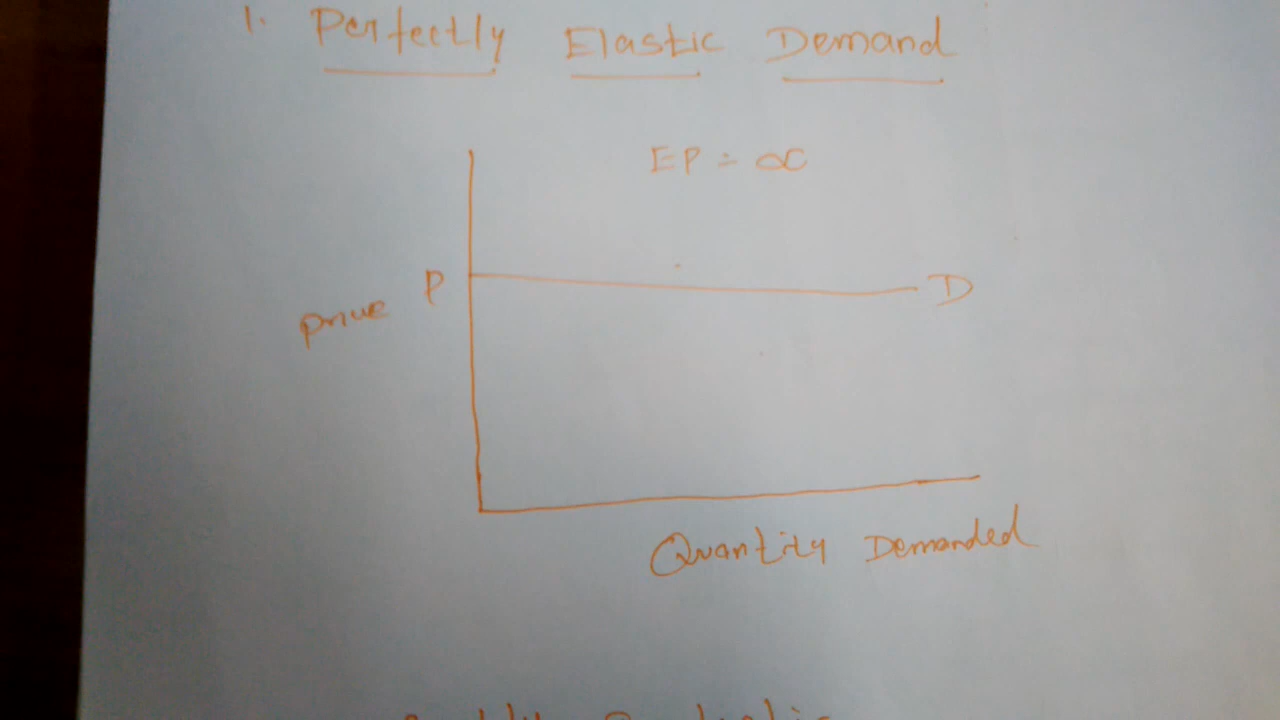 1. Perfectly Elastic Demand
EP = ∝
P
D
price
Quantity Demanded